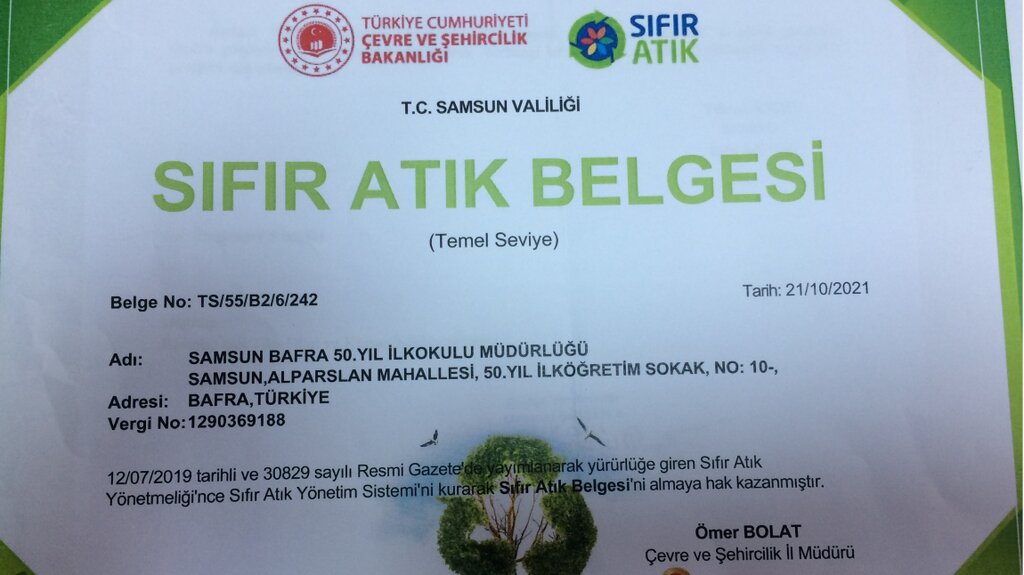 TÜRKİYE CUMHURİYETİ
ÇEVRE VE ŞEHİRCİLİK
BAKANLIĞI
SIFIR
ATIK
T.C. SAMSUN VALİLİĞİ
SIFIR ATIK BELGESİ
(Temel Seviye)
Belge No: TS/55/B2/6/242
Tarih: 21/10/2021
Adı: SAMSUN BAFRA 50.YIL İLKOKULU MÜDÜRLÜĞÜ
SAMSUN,ALPARSLAN MAHALLESİ, 50.YIL İLKÖĞRETİM SOKAK, NO: 10-,
Adresi: BAFRA,TÜRKİYE
Vergi No:1290369188
12/07/2019 tarihli ve 30829 sayılı Resmi Gazete'de yayımlanarak yürürlüğe giren Sıfır Atık
Yönetmeliği'nce Sıfır Atık Yönetim Sistemi'ni kurarak Sıfır Atık Belgesi'ni almaya hak kazanmıştır.
Ömer BOLAT
Çevre ve Şehircilik İl Müdürü